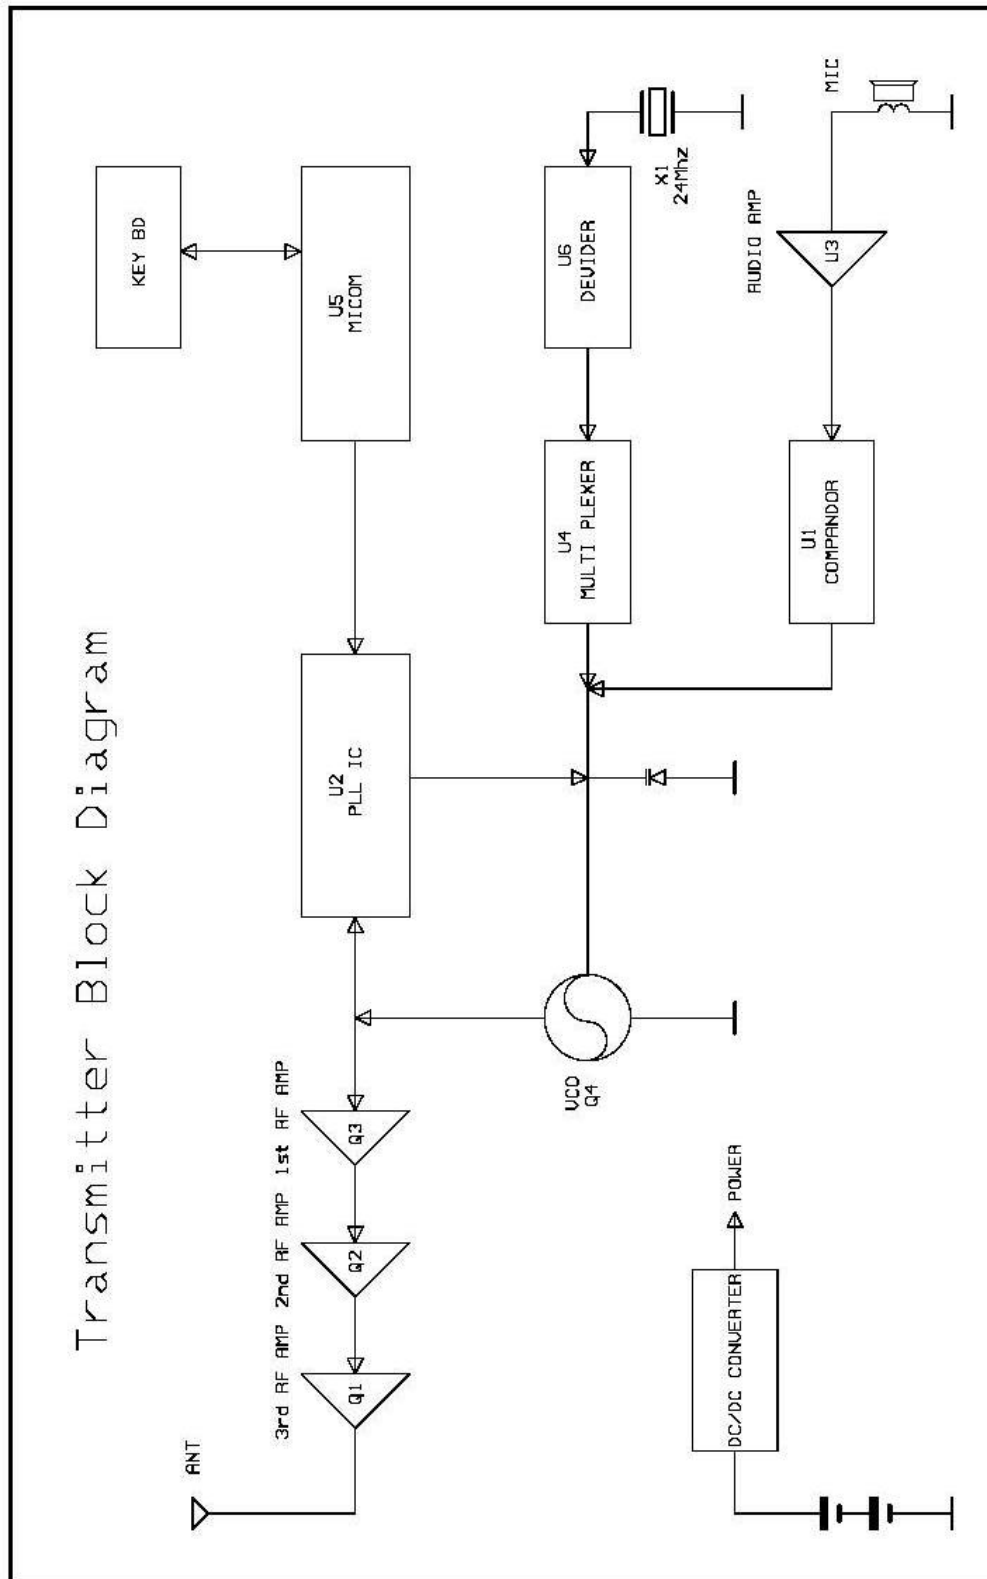 Transmitter Block Diagram
ANT
3rd RF AMP
2nd RF AMP
1st RF AMP
Q1
Q2
Q3
U2
PLL IC
U5
MICOM
KEY BD
VCO
Q4
U4
MULTI PLEXER
U6
DEVIDER
X1
24Mhz
DC/DC CONVERTER
POWER
U1
COMPANDOR
AUDIO AMP
U3
MIC